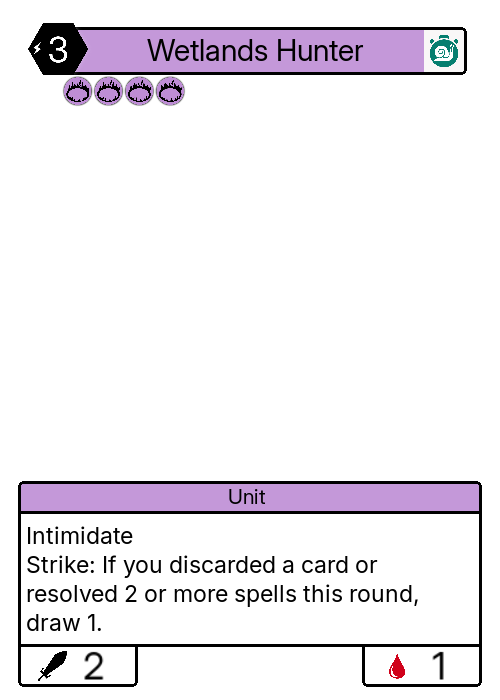 3
Wetlands Hunter
Unit
Intimidate
Strike: If you discarded a card or
resolved 2 or more spells this round,
draw 1.
2
1